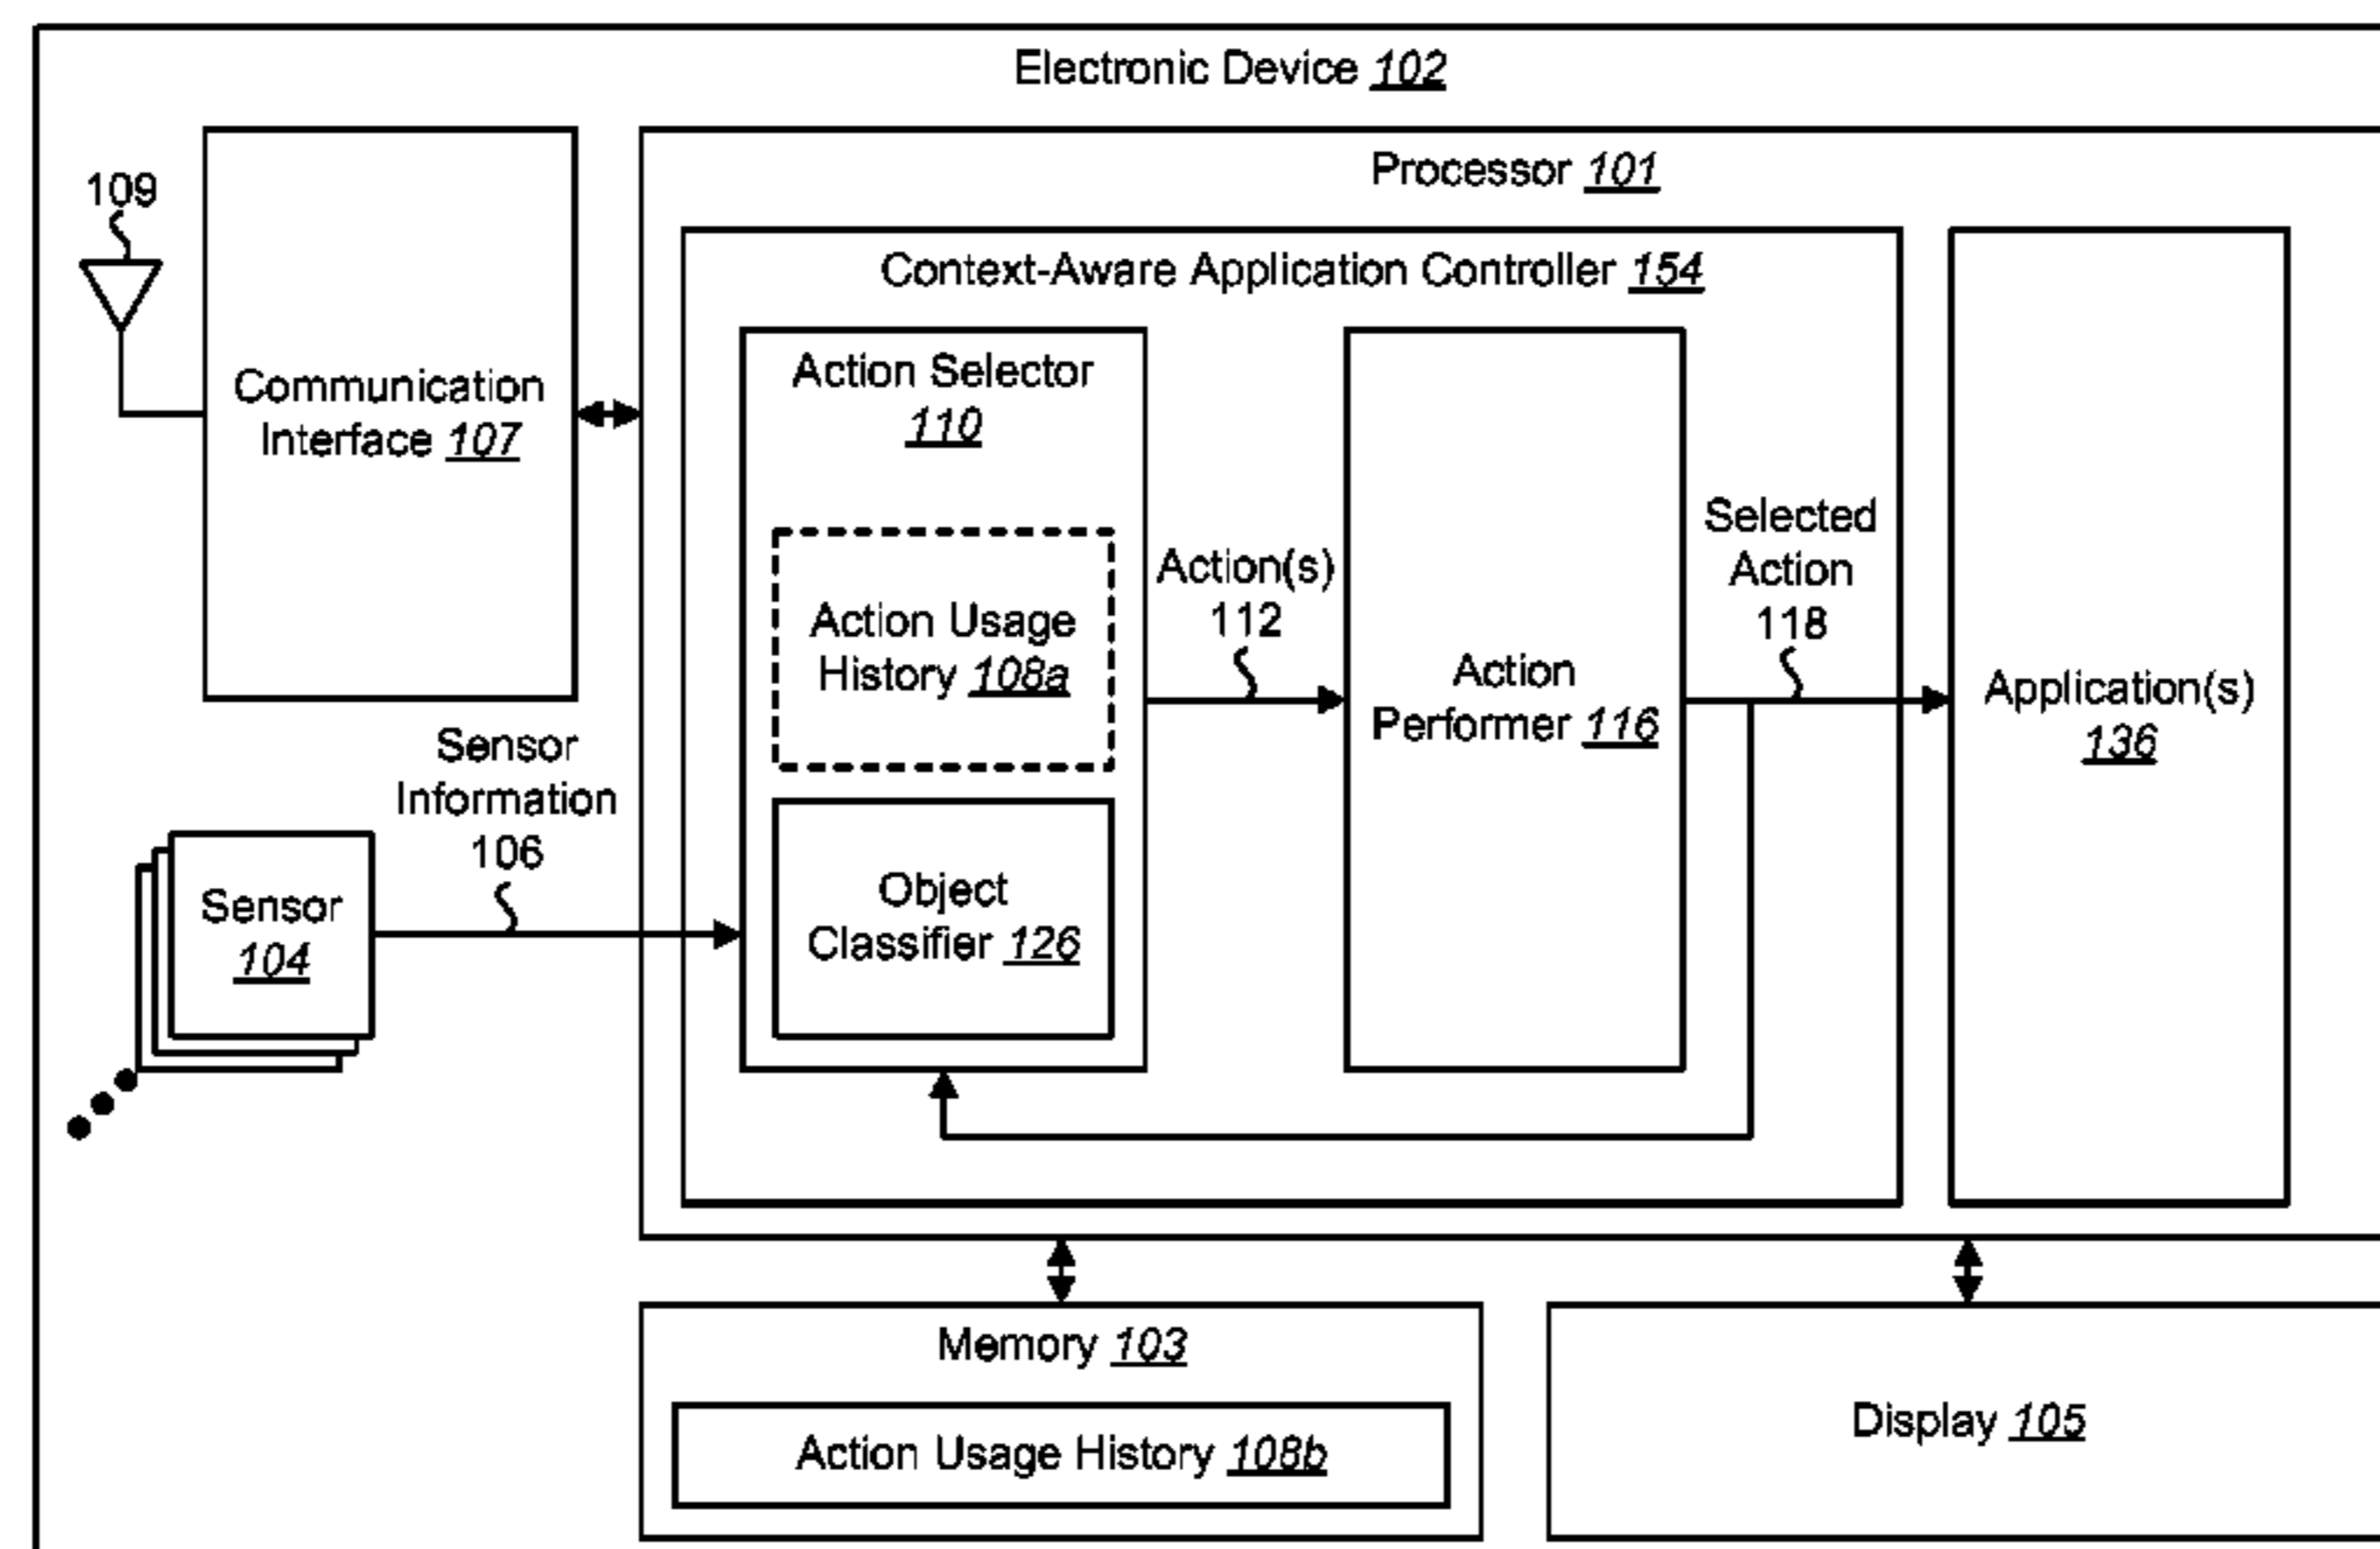 Electronic Device 102
Processor 101
109
Context-Aware Application Controller 154
Communication
Interface 107
Action Selector
110
Action Usage
History 108a
Object
Classifier 126
Action(s)
112
Action
Performer 116
Selected
Action
118
Application(s)
136
Sensor
Information
106
Sensor
104
Memory 103
Action Usage History 108b
Display 105